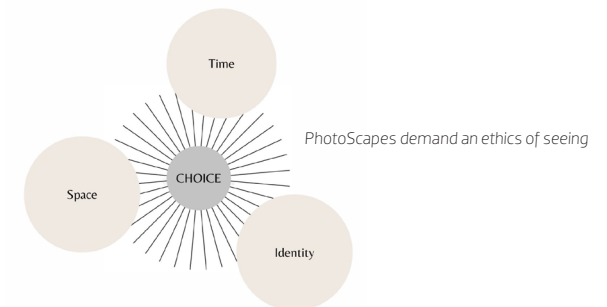 Time
PhotoScapes demand an ethics of seeing
CHOICE
Space
Identity